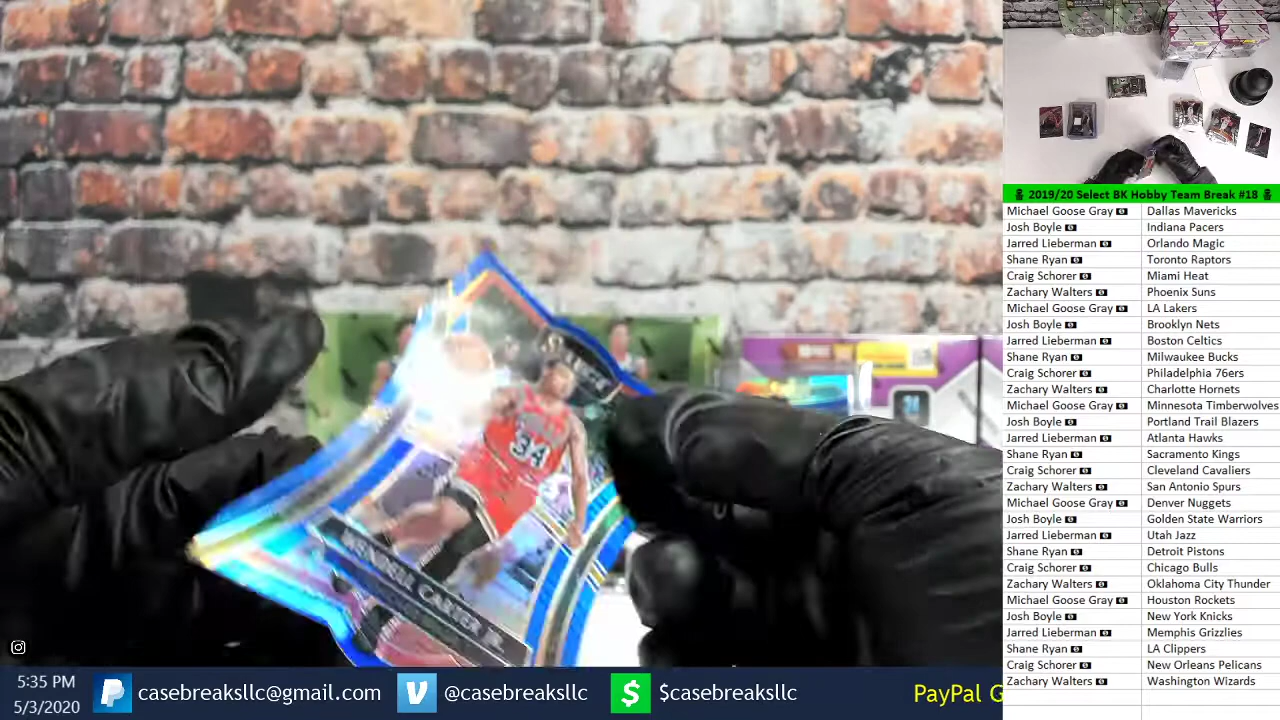 34
WENDELL CARTER JR.
2019/20 Select BK Hobby Team Break #18
Michael Goose Gray Dallas Mavericks
Josh Boyle Indiana Pacers
Jarred Lieberman Orlando Magic
Shane Ryan Toronto Raptors
Craig Schorer Miami Heat
Zachary Walters Phoenix Suns
Michael Goose Gray LA Lakers
Josh Boyle Brooklyn Nets
Jarred Lieberman Boston Celtics
Shane Ryan Milwaukee Bucks
Craig Schorer Philadelphia 76ers
Zachary Walters Charlotte Hornets
Michael Goose Gray Minnesota Timberwolves
Josh Boyle Portland Trail Blazers
Jarred Lieberman Atlanta Hawks
Shane Ryan Sacramento Kings
Craig Schorer Cleveland Cavaliers
Zachary Walters San Antonio Spurs
Michael Goose Gray Denver Nuggets
Josh Boyle Golden State Warriors
Jarred Lieberman Utah Jazz
Shane Ryan Detroit Pistons
Craig Schorer Chicago Bulls
Zachary Walters Oklahoma City Thunder
Michael Goose Gray Houston Rockets
Josh Boyle New York Knicks
Jarred Lieberman Memphis Grizzlies
Shane Ryan LA Clippers
Craig Schorer New Orleans Pelicans
Zachary Walters Washington Wizards
5:35 PM
5/3/2020
casebreaksllc@gmail.com
@casebreaksllc
$casebreaksllc
PayPal G